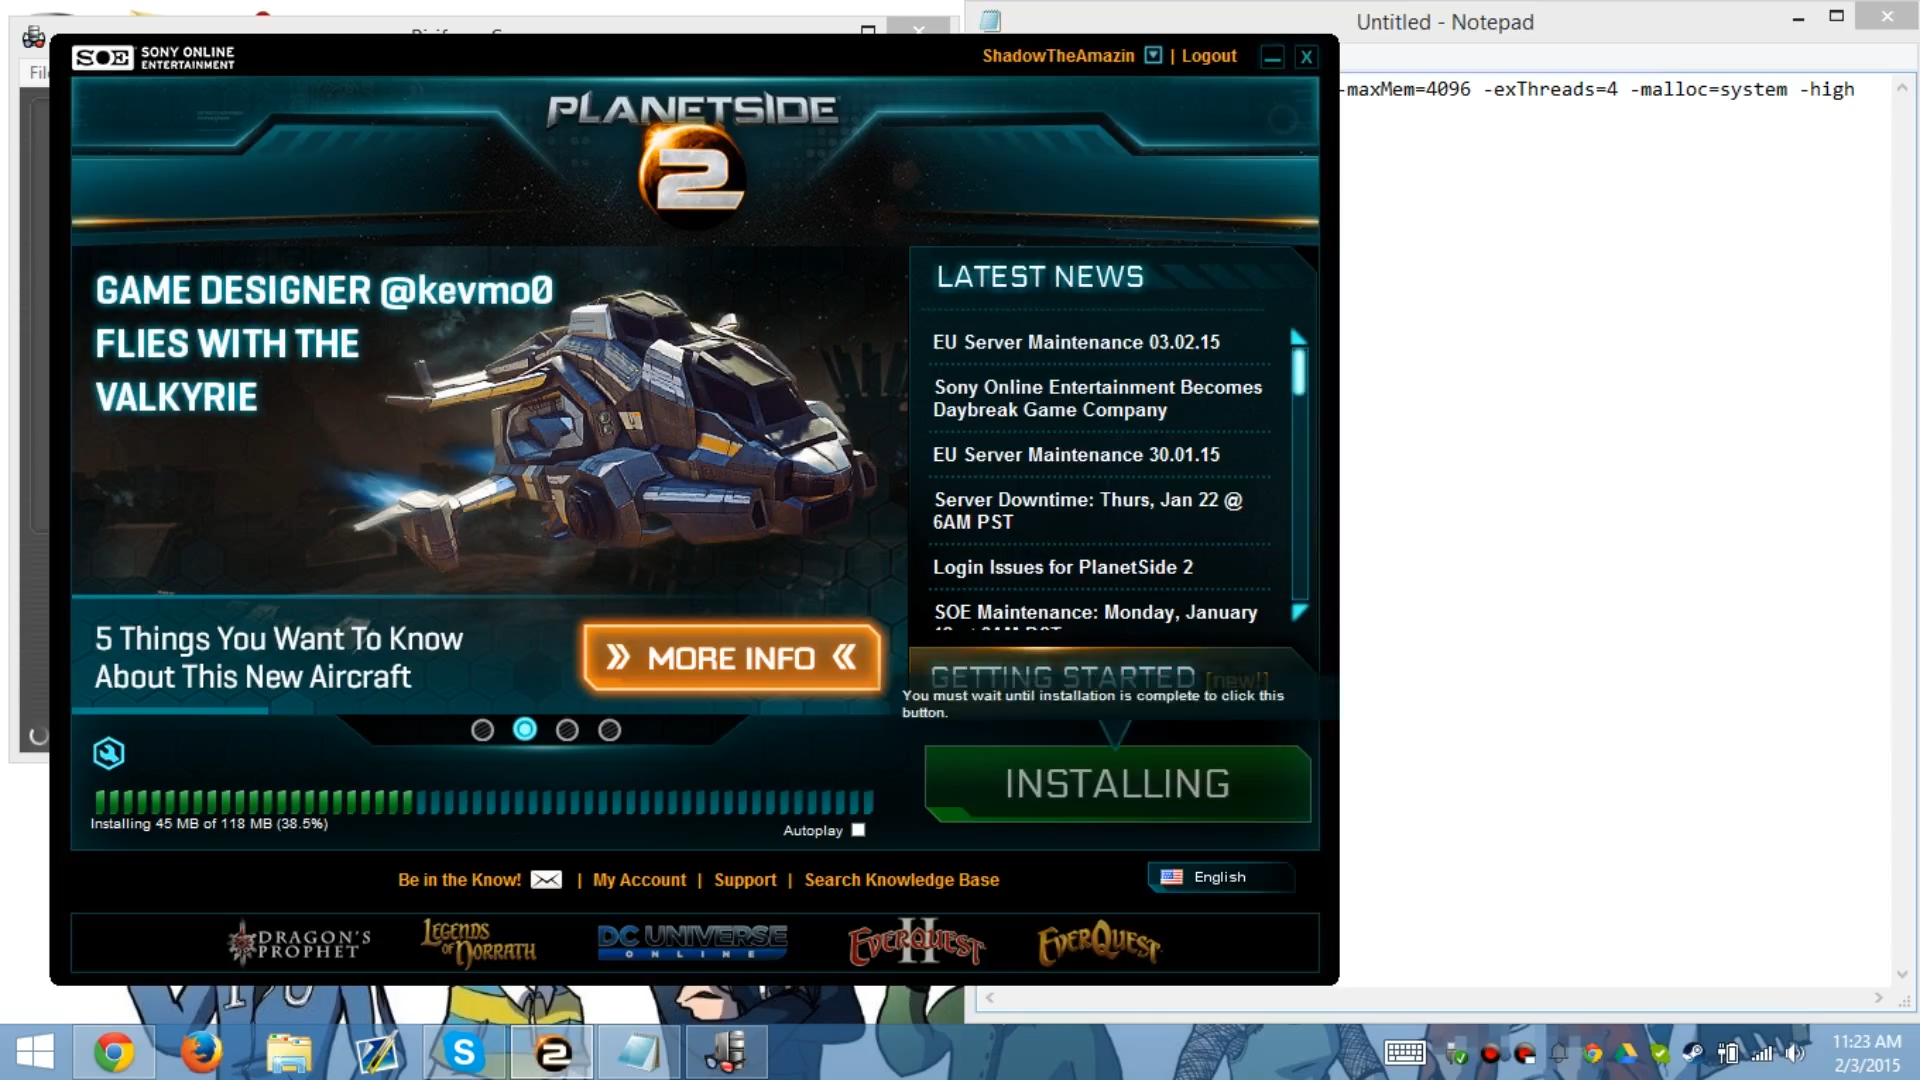 Untitled - Notepad
File
-maxMem=4096 -exThreads=4 -malloc=system -high
SOE SONY ONLINE
ENTERTAINMENT
ShadowTheAmazin | Logout
PLANETSIDE
2
GAME DESIGNER @kevmo0
FLIES WITH THE
VALKYRIE
5 Things You Want To Know
About This New Aircraft
» MORE INFO «
LATEST NEWS
EU Server Maintenance 03.02.15
Sony Online Entertainment Becomes
Daybreak Game Company
EU Server Maintenance 30.01.15
Server Downtime: Thurs, Jan 22 @
6AM PST
Login Issues for PlanetSide 2
SOE Maintenance: Monday, January
GETTING STARTED [new!]
You must wait until installation is complete to click this
button.
INSTALLING
Installing 45 MB of 118 MB (38.5%)
Autoplay
Be in the Know! | My Account | Support | Search Knowledge Base
English
DRAGON'S
PROPHET
LEGENDS
OF NORRATH
DC UNIVERSE
ONLINE
EVERQUEST II
EVERQUEST
11:23 AM
2/3/2015